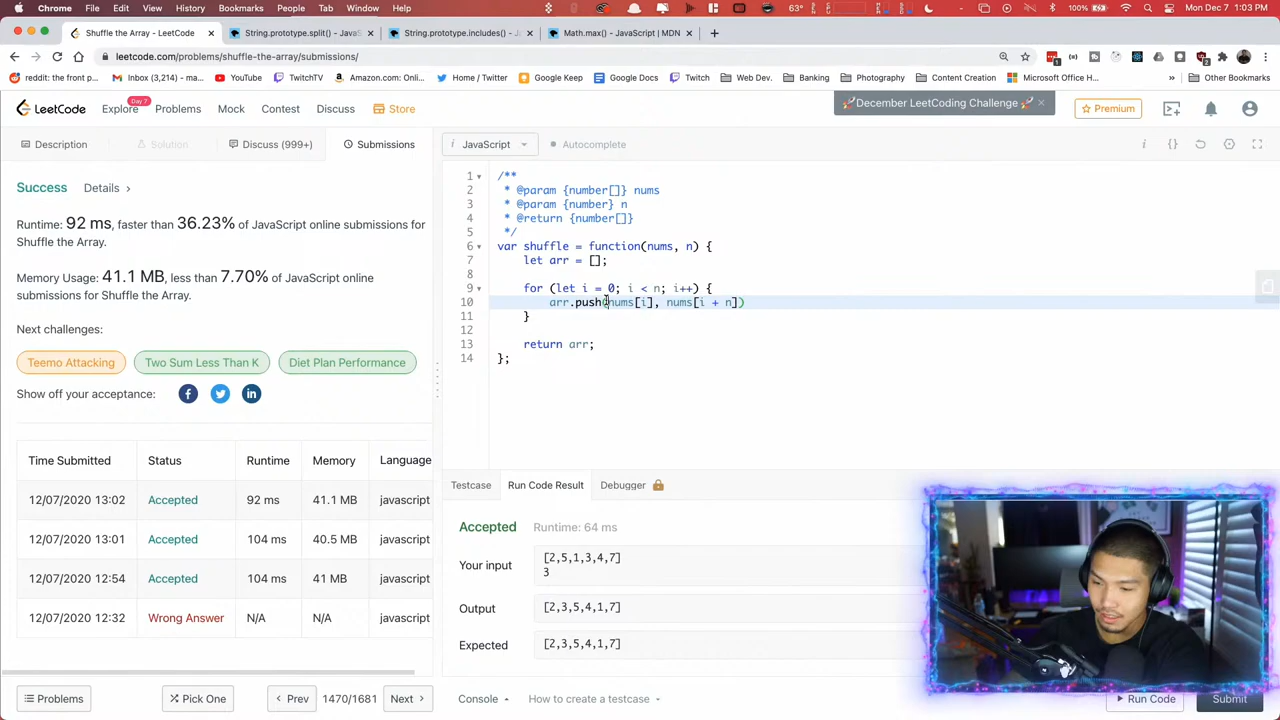 Chrome File Edit View History Bookmarks People Tab Window Help 63° 100% Mon Dec 7 1:03 PM
Shuffle the Array - LeetCode × String.prototype.split() - JavaS × String.prototype.includes() - J × Math.max() - JavaScript | MDN × +
leetcode.com/problems/shuffle-the-array/submissions/
reddit: the front p... Inbox (3,214) - ma... YouTube TwitchTV Amazon.com: Onli... Home / Twitter Google Keep Google Docs Twitch Web Dev. Banking Photography Content Creation Microsoft Office H... » Other Bookmarks
LeetCode Explore Day 7 Problems Mock Contest Discuss Store
🚀December LeetCoding Challenge 🚀 ×
Premium
Description Solution Discuss (999+) Submissions
i JavaScript Autocomplete
Success Details >
Runtime: 92 ms, faster than 36.23% of JavaScript online submissions for
Shuffle the Array.
Memory Usage: 41.1 MB, less than 7.70% of JavaScript online
submissions for Shuffle the Array.
Next challenges:
Teemo Attacking Two Sum Less Than K Diet Plan Performance
Show off your acceptance:
Time Submitted Status Runtime Memory Language
12/07/2020 13:02 Accepted 92 ms 41.1 MB javascript
12/07/2020 13:01 Accepted 104 ms 40.5 MB javascript
12/07/2020 12:54 Accepted 104 ms 41 MB javascript
12/07/2020 12:32 Wrong Answer N/A N/A javascript
Problems Pick One < Prev 1470/164 Next >
1 /**
2 * @param {number[]} nums
3 * @param {number} n
4 * @return {number[]}
5 */
6 var shuffle = function(nums, n) {
7 let arr = [];
8
9 for (let i = 0; i < n; i++) {
10 arr.push(nums[i], nums[i + n])
11 }
12
13 return arr;
14 };
Testcase Run Code Result Debugger
Accepted Runtime: 64 ms
Your input
[2,5,1,3,4,7]
3
Output [2,3,5,4,1,7]
Expected [2,3,5,4,1,7]
Console How to create a testcase Run Code Submit